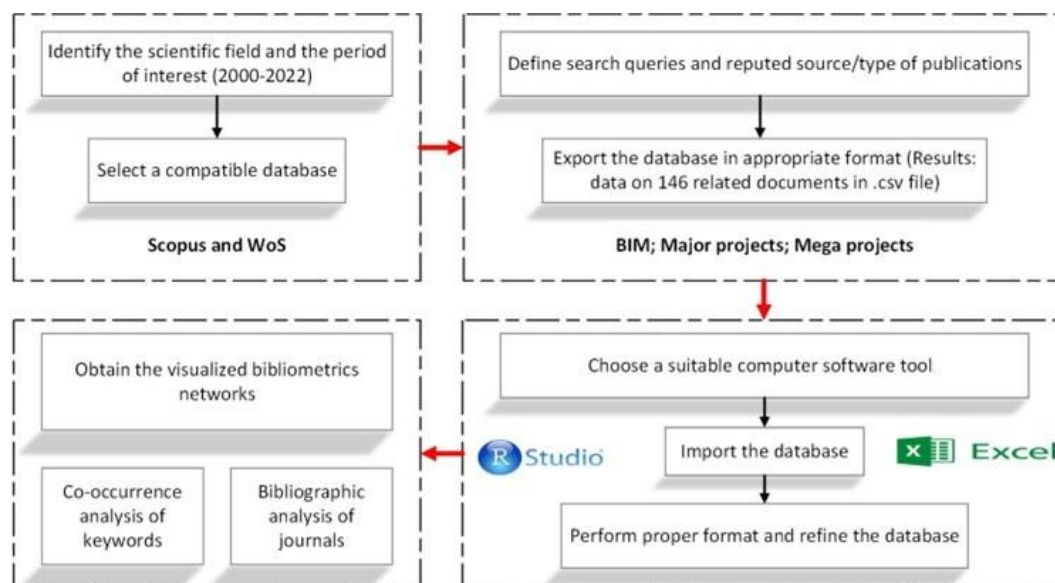 Identify the scientific field and the period
of interest (2000-2022)
Select a compatible database
Scopus and WoS
Define search queries and reputed source/type of publications
Export the database in appropriate format (Results:
data on 146 related documents in .csv file)
BIM; Major projects; Mega projects
Choose a suitable computer software tool
Import the database
R Studio
Excel
Perform proper format and refine the database
Obtain the visualized bibliometrics
networks
Co-occurrence
analysis of
keywords
Bibliographic
analysis of
journals